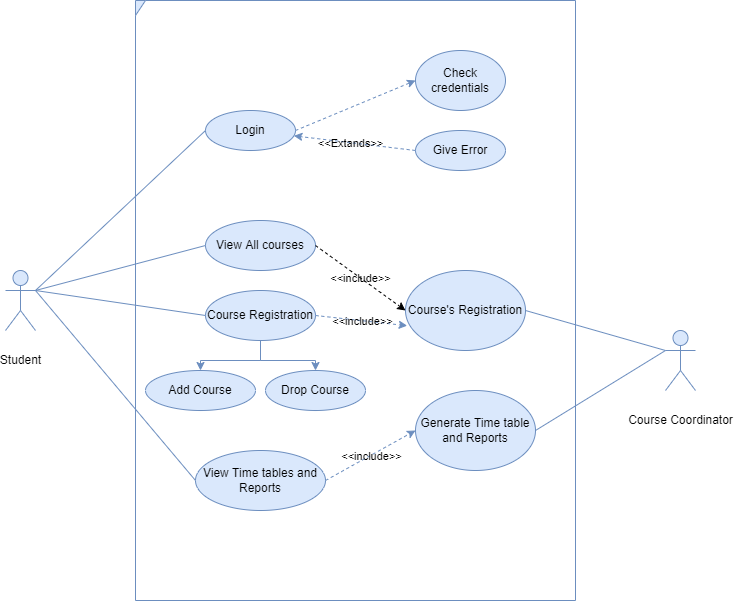 Check
credentials
Login
<<Extands>>
Give Error
View All courses
<<include>>
Course Registration
<<include>>
Course's Registration
Student
Add Course
Drop Course
Course Coordinator
Generate Time table
and Reports
View Time tables and
Reports
<<include>>